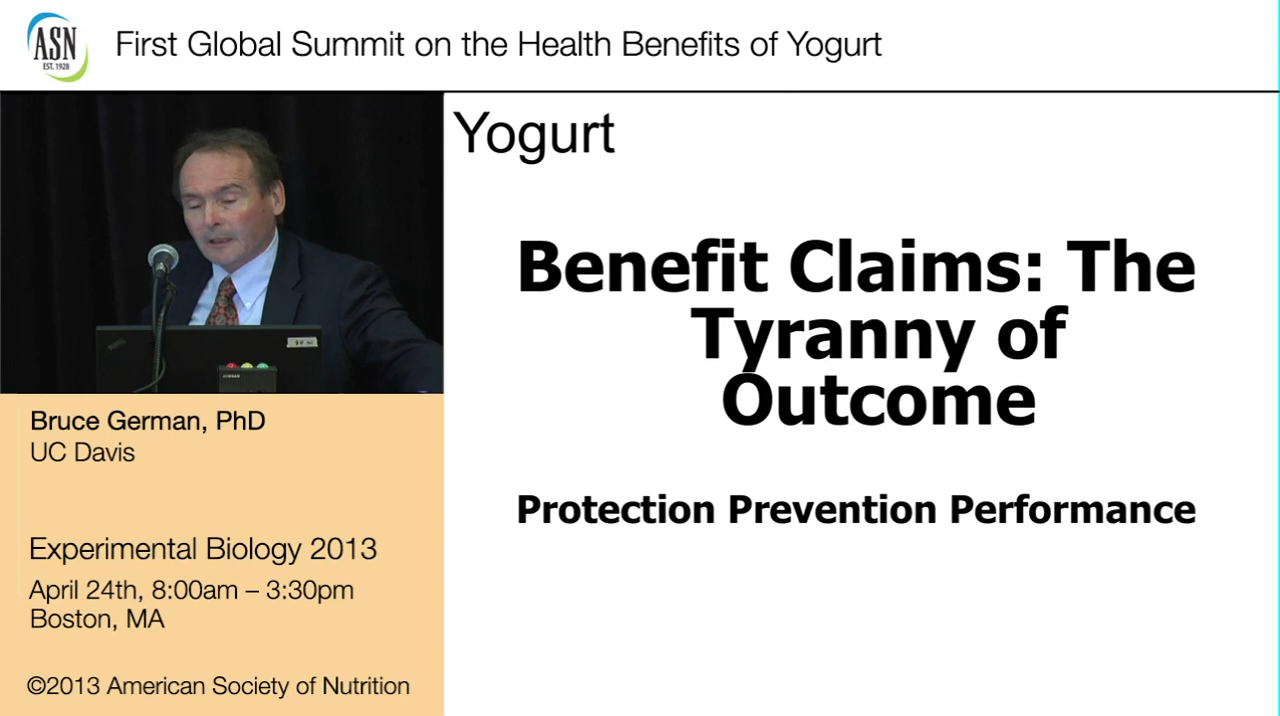 ASN
EST. 1928
First Global Summit on the Health Benefits of Yogurt
Yogurt
Benefit Claims: The
Tyranny of
Outcome
Protection Prevention Performance
Bruce German, PhD
UC Davis
Experimental Biology 2013
April 24th, 8:00am – 3:30pm
Boston, MA
©2013 American Society of Nutrition